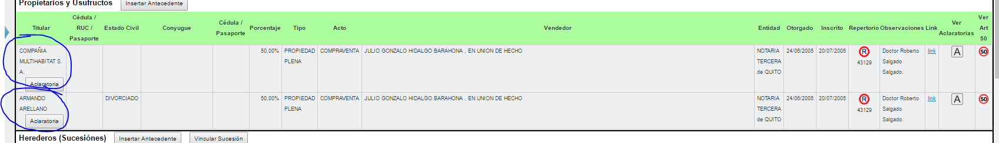 Propietarios y Usufructos Insertar Antecedente
Titular Cédula / RUC / Pasaporte Estado Civil Conyugue Cédula / Pasaporte Porcentaje Tipo Acto Vendedor Entidad Otorgado Inscrito Repertorio Observaciones Link Ver Aclaratorias Ver Art 50
COMPAÑIA MULTIHABITAT S. A. Aclaratoria 50,00% PROPIEDAD PLENA COMPRAVENTA JULIO GONZALO HIDALGO BARAHONA , EN UNION DE HECHO NOTARIA TERCERA de QUITO 24/06/2005 20/07/2005 R 43129 Doctor Roberto Salgado Salgado. link A 50
ARMANDO ARELLANO Aclaratoria DIVORCIADO 50,00% PROPIEDAD PLENA COMPRAVENTA JULIO GONZALO HIDALGO BARAHONA , EN UNION DE HECHO NOTARIA TERCERA de QUITO 24/06/2005 20/07/2005 R 43129 Doctor Roberto Salgado Salgado. link A 50
Herederos (Sucesiónes) Insertar Antecedente Vincular Sucesión